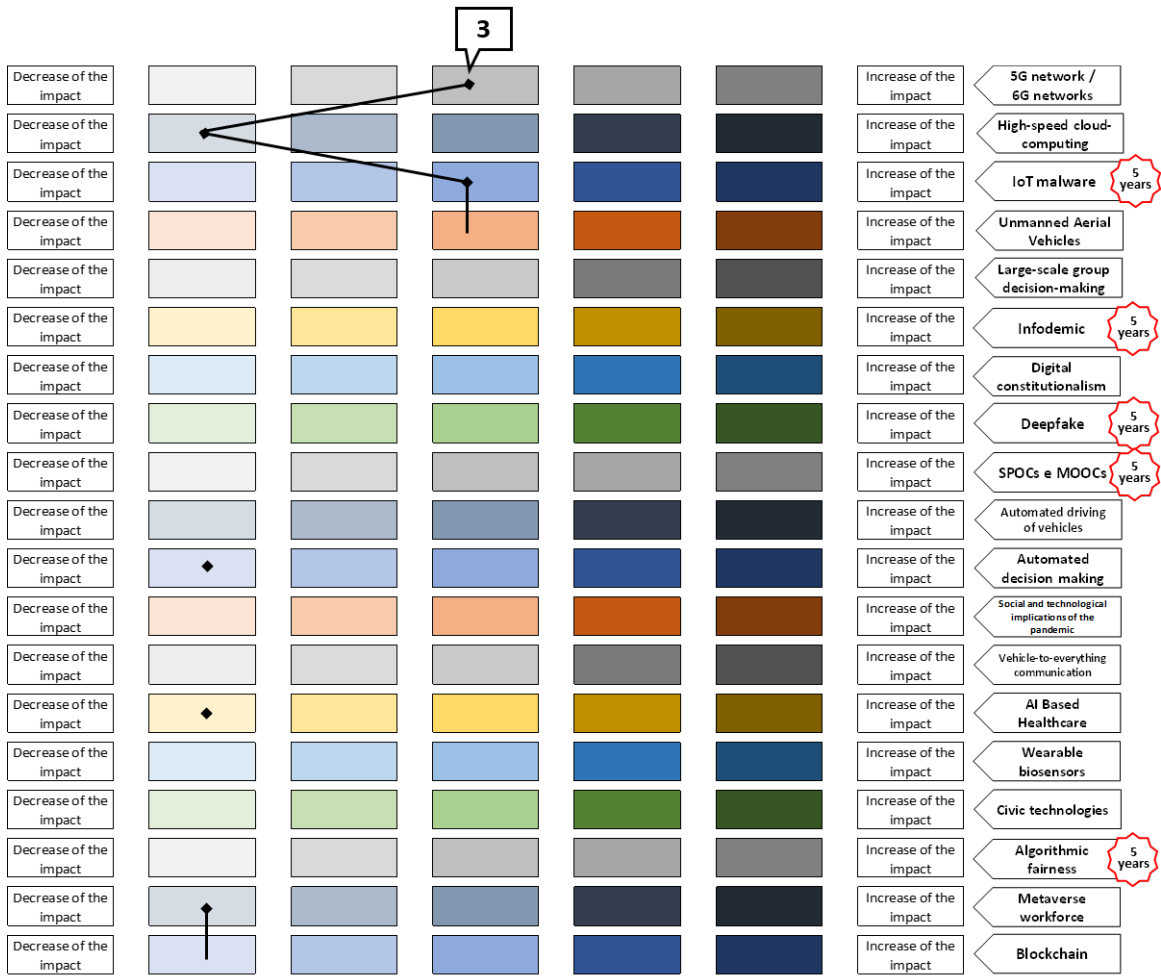 3
Decrease of the
impact
Increase of the
impact
5G network /
6G networks
Decrease of the
impact
Increase of the
impact
High-speed cloud-
computing
Decrease of the
impact
Increase of the
impact
IoT malware
5
years
Decrease of the
impact
Increase of the
impact
Unmanned Aerial
Vehicles
Decrease of the
impact
Increase of the
impact
Large-scale group
decision-making
Decrease of the
impact
Increase of the
impact
Infodemic
5
years
Decrease of the
impact
Increase of the
impact
Digital
constitutionalism
Decrease of the
impact
Increase of the
impact
Deepfake
5
years
Decrease of the
impact
Increase of the
impact
SPOCs e MOOCs
5
years
Decrease of the
impact
Increase of the
impact
Automated driving
of vehicles
Decrease of the
impact
Increase of the
impact
Automated
decision making
Decrease of the
impact
Increase of the
impact
Social and technological
implications of the
pandemic
Decrease of the
impact
Increase of the
impact
Vehicle-to-everything
communication
Decrease of the
impact
Increase of the
impact
AI Based
Healthcare
Decrease of the
impact
Increase of the
impact
Wearable
biosensors
Decrease of the
impact
Increase of the
impact
Civic technologies
Decrease of the
impact
Increase of the
impact
Algorithmic
fairness
5
years
Decrease of the
impact
Increase of the
impact
Metaverse
workforce
Decrease of the
impact
Increase of the
impact
Blockchain